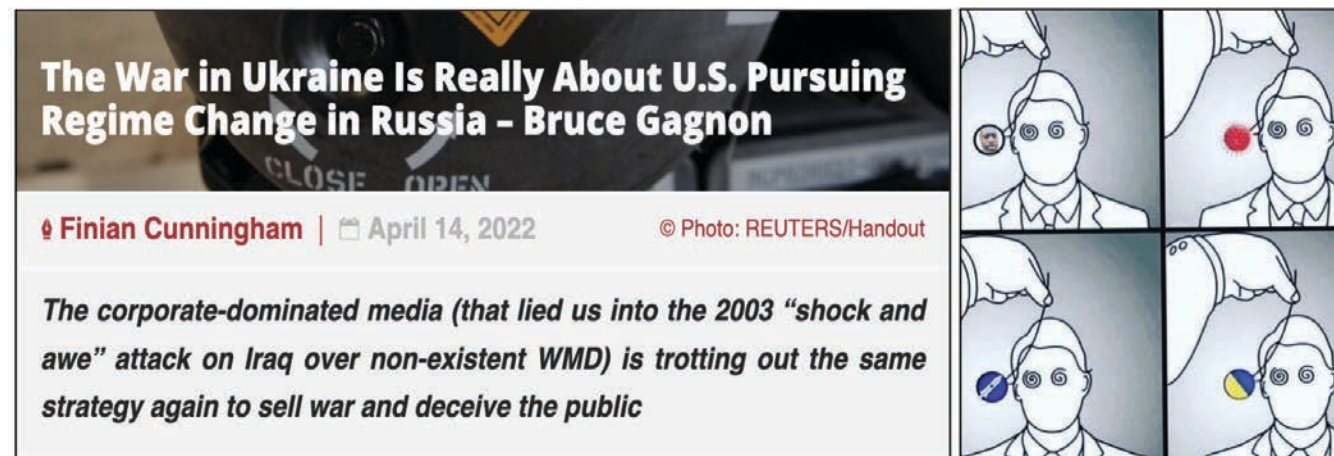 The War in Ukraine Is Really About U.S. Pursuing
Regime Change in Russia – Bruce Gagnon
CLOSE OPEN
Finian Cunningham | April 14, 2022 © Photo: REUTERS/Handout
The corporate-dominated media (that lied us into the 2003 “shock and
awe” attack on Iraq over non-existent WMD) is trotting out the same
strategy again to sell war and deceive the public